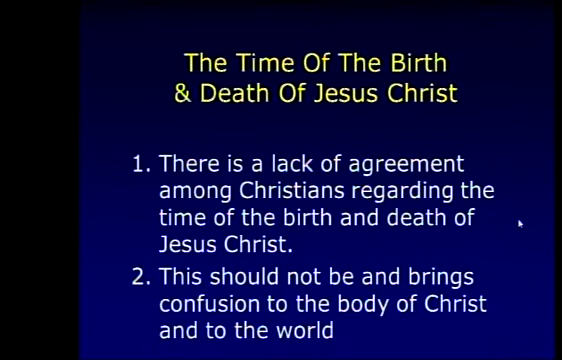 The Time Of The Birth
& Death Of Jesus Christ
1. There is a lack of agreement
among Christians regarding the
time of the birth and death of
Jesus Christ.
2. This should not be and brings
confusion to the body of Christ
and to the world